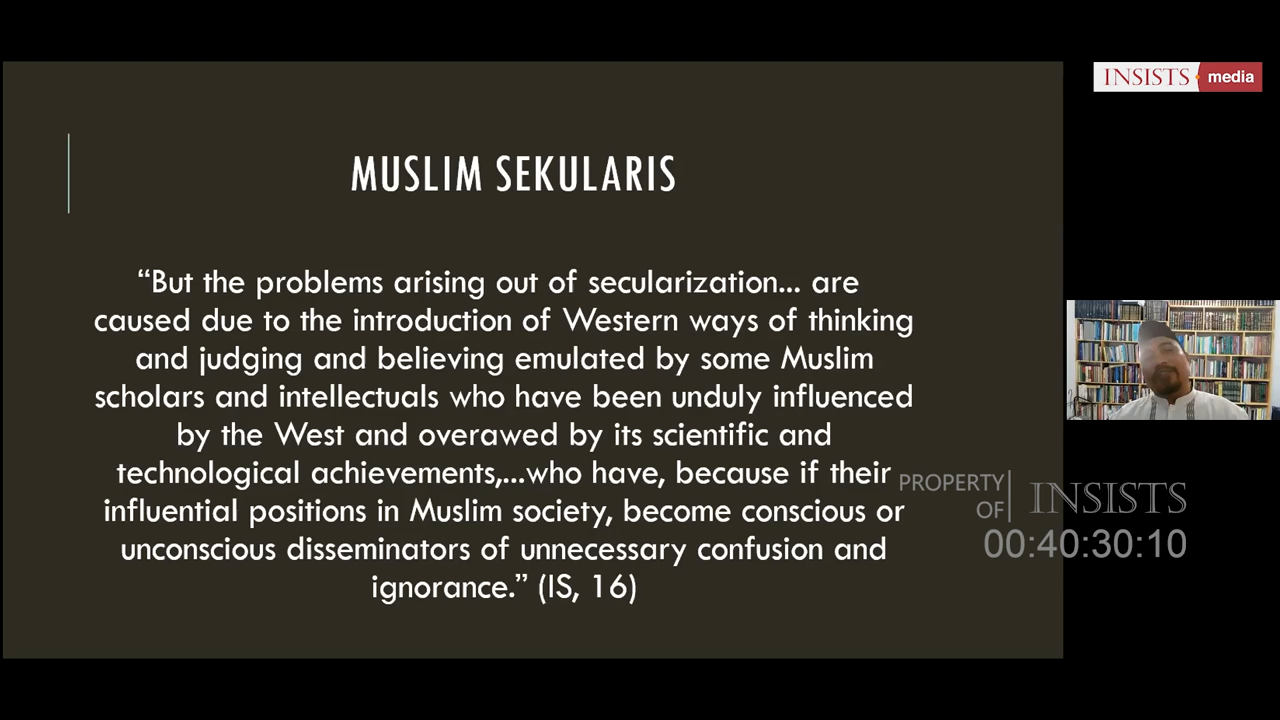 MUSLIM SEKULARIS
“But the problems arising out of secularization... are
caused due to the introduction of Western ways of thinking
and judging and believing emulated by some Muslim
scholars and intellectuals who have been unduly influenced
by the West and overawed by its scientific and
technological achievements,...who have, because if their
influential positions in Muslim society, become conscious or
unconscious disseminators of unnecessary confusion and
ignorance.” (IS, 16)
INSISTS media
PROPERTY
OF
INSISTS
00:40:30:10